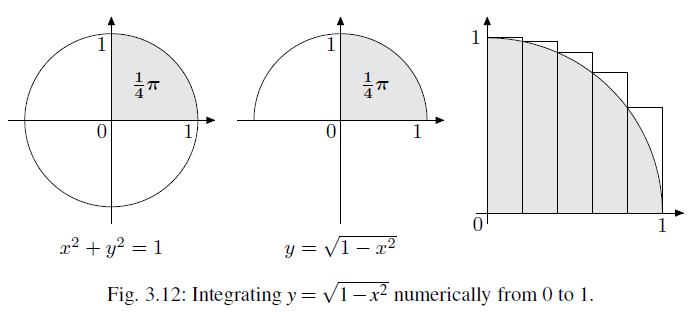 1
¼π
0
1
x² + y² = 1
1
¼π
0
1
y = √(1 − x²)
1
0
1
Fig. 3.12: Integrating y = √(1−x²) numerically from 0 to 1.